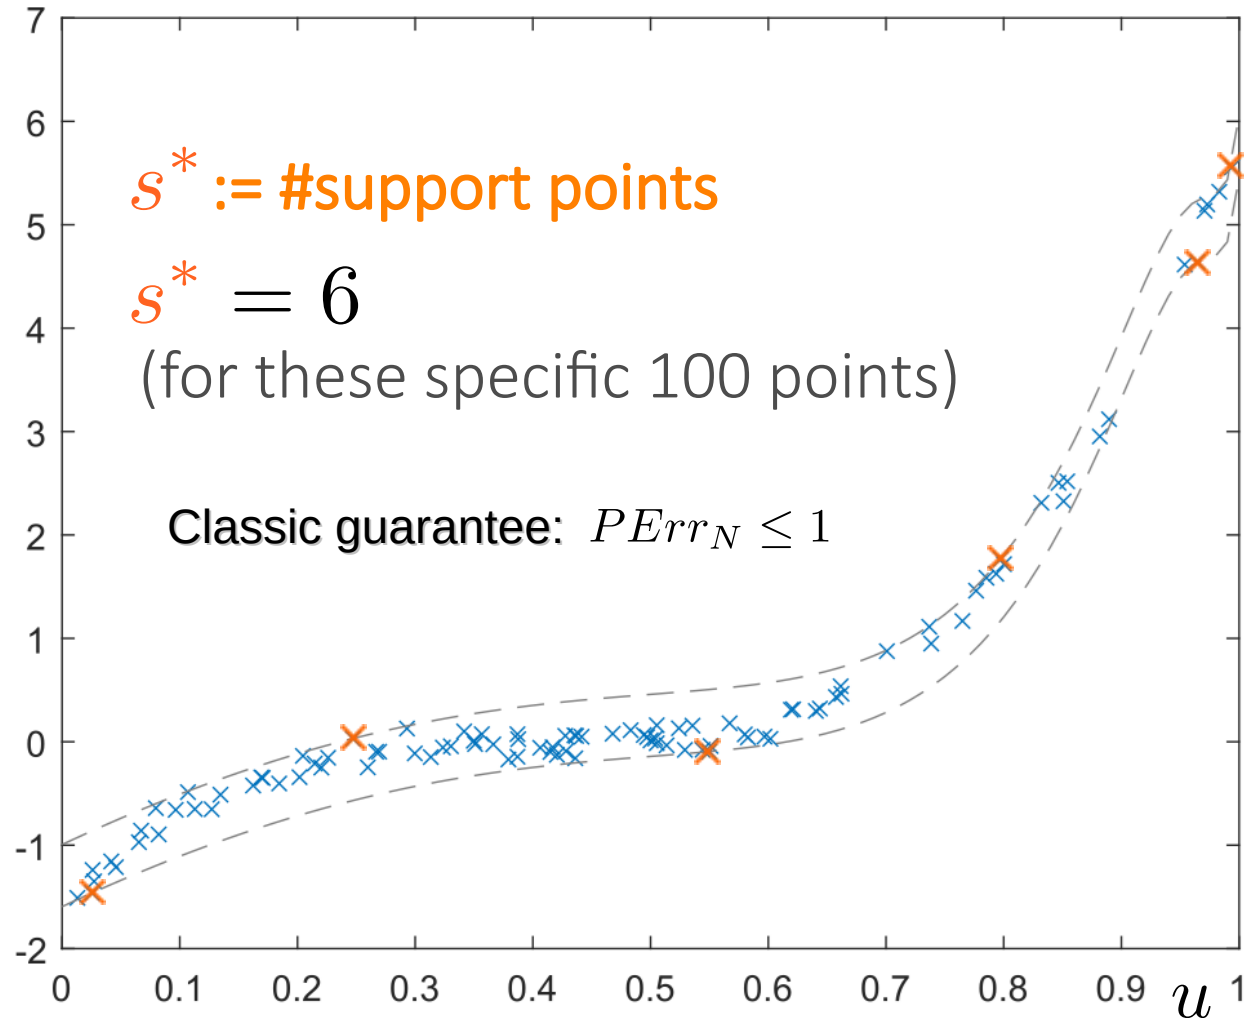 7
6
5
4
3
2
1
0
-1
-2
s* := #support points
s* = 6
(for these specific 100 points)
Classic guarantee: PErr_N ≤ 1
0 0.1 0.2 0.3 0.4 0.5 0.6 0.7 0.8 0.9 u 1